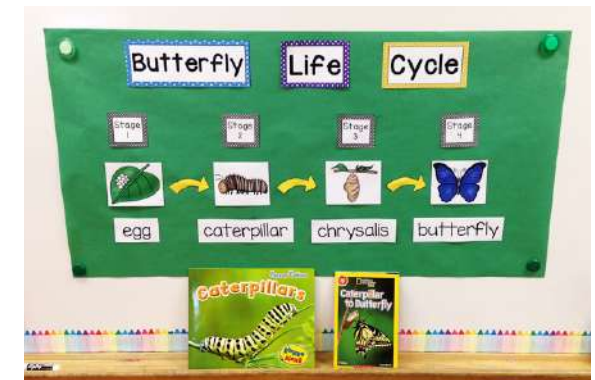 Butterfly Life Cycle
Stage 1
Stage 2
Stage 3
Stage 4
egg
caterpillar
chrysalis
butterfly
Caterpillars
Caterpillar
to Butterfly